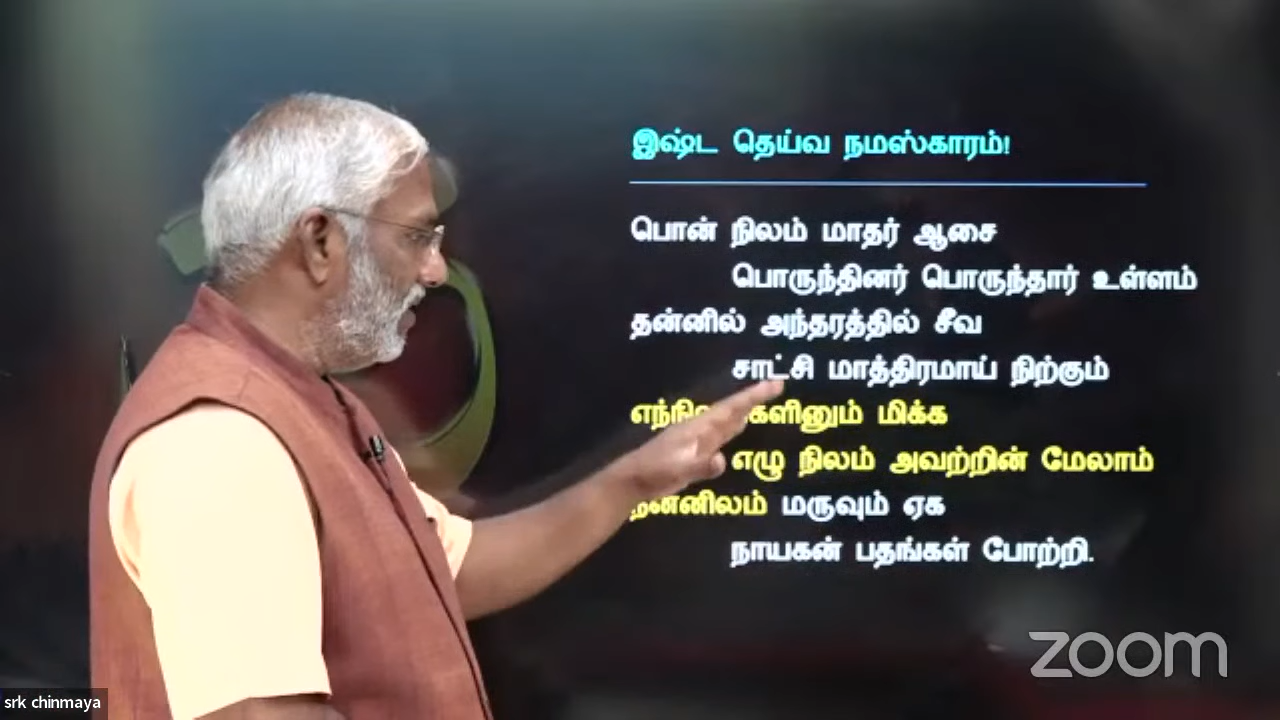 இஷ்ட தெய்வ நமஸ்காரம்!
பொன் நிலம் மாதர் ஆசை
பொருந்தினர் பொருந்தார் உள்ளம்
தன்னில் அந்தரத்தில் சீவ
சாட்சி மாத்திரமாய் நிற்கும்
மிக்க
எழு நிலம் அவற்றின் மேலாம்
மருவும் ஏக
நாயகன் பதங்கள் போற்றி.
zoom
srk chinmaya